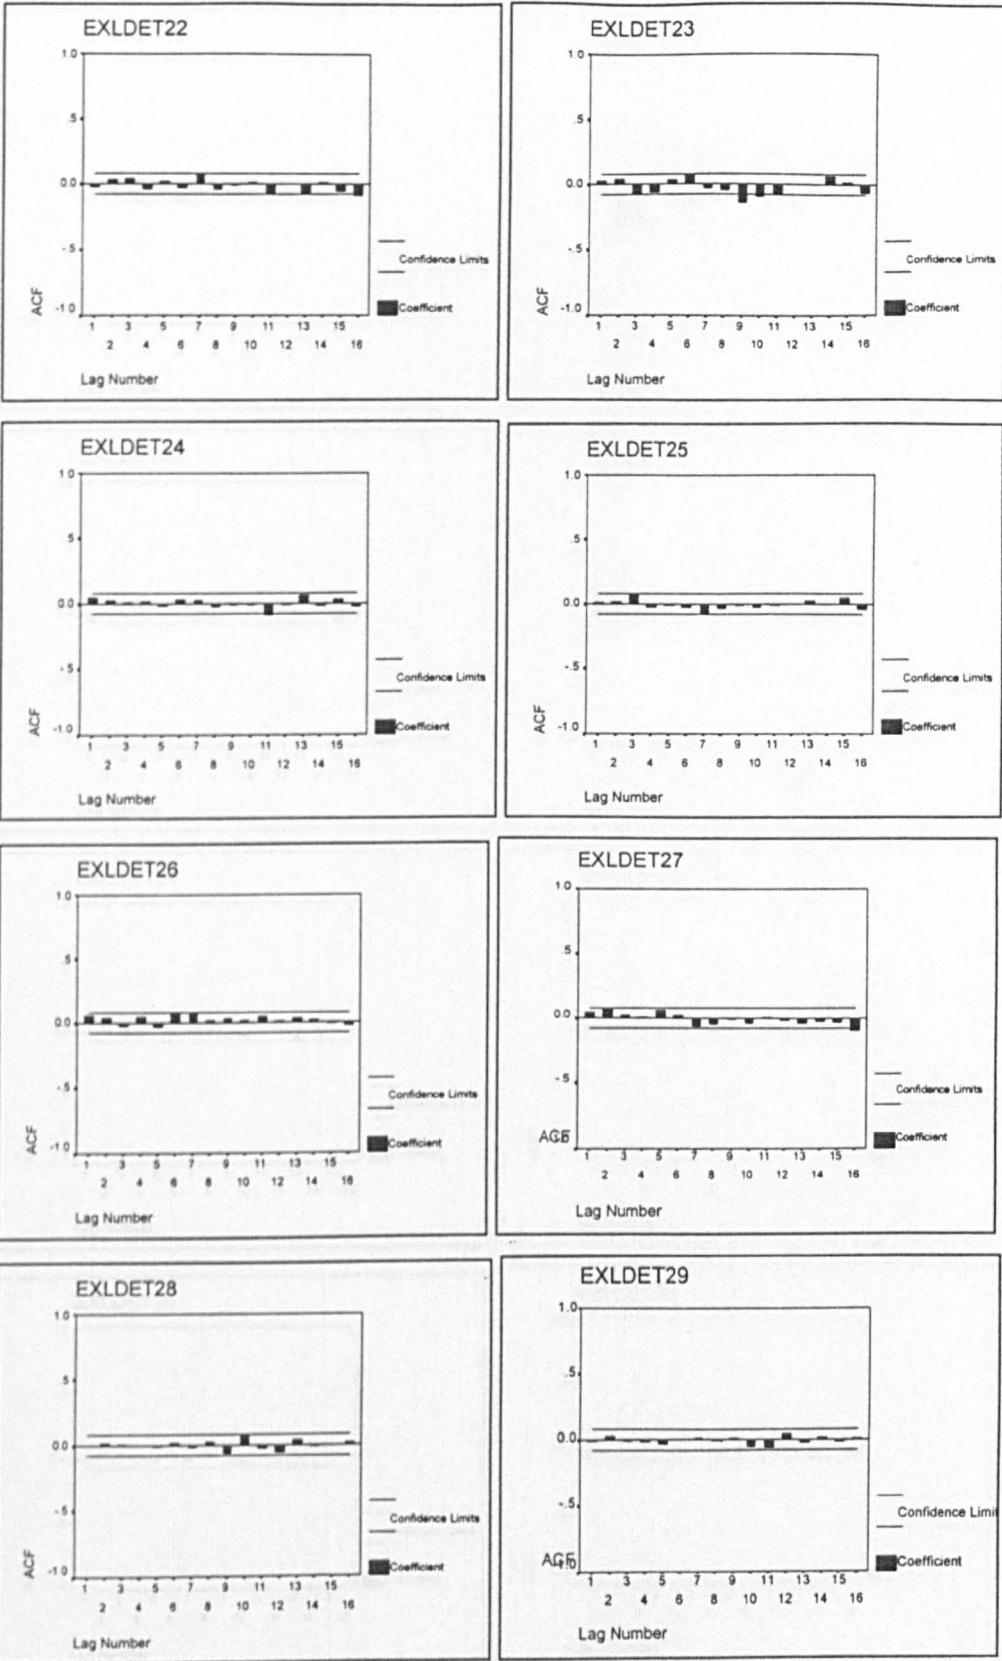 EXLDET22
1.0
.5
0.0
-.5
-1.0
ACF
1 3 5 7 9 11 13 15
2 4 6 8 10 12 14 16
Lag Number
Confidence Limits
Coefficient
EXLDET23
1.0
.5
0.0
-.5
-1.0
ACF
1 3 5 7 9 11 13 15
2 4 6 8 10 12 14 16
Lag Number
Confidence Limits
Coefficient
EXLDET24
1.0
.5
0.0
-.5
-1.0
ACF
1 3 5 7 9 11 13 15
2 4 6 8 10 12 14 16
Lag Number
Confidence Limits
Coefficient
EXLDET25
1.0
.5
0.0
-.5
-1.0
ACF
1 3 5 7 9 11 13 15
2 4 6 8 10 12 14 16
Lag Number
Confidence Limits
Coefficient
EXLDET26
1.0
.5
0.0
-.5
-1.0
ACF
1 3 5 7 9 11 13 15
2 4 6 8 10 12 14 16
Lag Number
Confidence Limits
Coefficient
EXLDET27
1.0
.5
0.0
-.5
ACF
1 3 5 7 9 11 13 15
2 4 6 8 10 12 14 16
Lag Number
Confidence Limits
Coefficient
EXLDET28
1.0
.5
0.0
-.5
-1.0
ACF
1 3 5 7 9 11 13 15
2 4 6 8 10 12 14 16
Lag Number
Confidence Limits
Coefficient
EXLDET29
1.0
.5
0.0
-.5
ACF
1 3 5 7 9 11 13 15
2 4 6 8 10 12 14 16
Lag Number
Confidence Limi
Coefficient